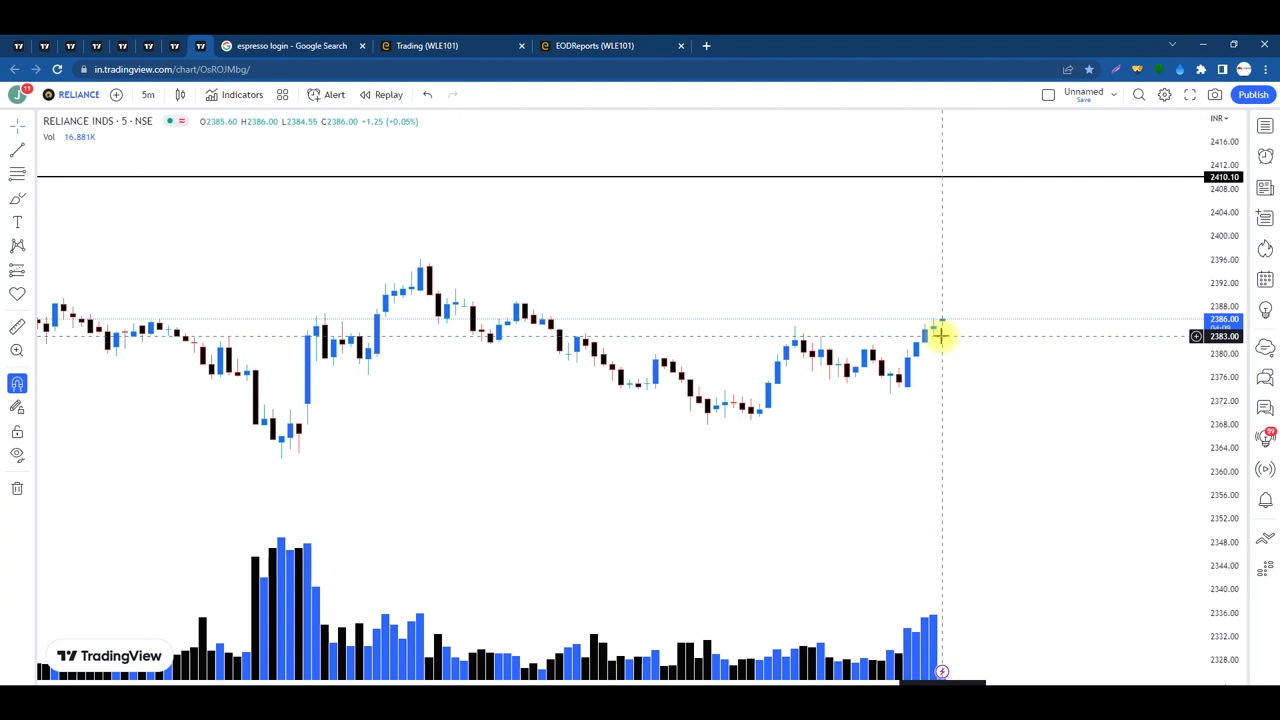 espresso login - Google Search
Trading (WLE101)
EODReports (WLE101)
in.tradingview.com/chart/OsROJMbg/
J
11
RELIANCE
5m
Indicators
Alert
Replay
Unnamed
Save
Publish
RELIANCE INDS · 5 · NSE
O2385.60 H2386.00 L2384.55 C2386.00 +1.25 (+0.05%)
Vol 16.881K
INR
2416.00
2412.00
2410.10
2408.00
2404.00
2400.00
2396.00
2392.00
2388.00
2386.00
04:09
2383.00
2380.00
2376.00
2372.00
2368.00
2364.00
2360.00
2356.00
2352.00
2348.00
2344.00
2340.00
2336.00
2332.00
2328.00
59
TradingView